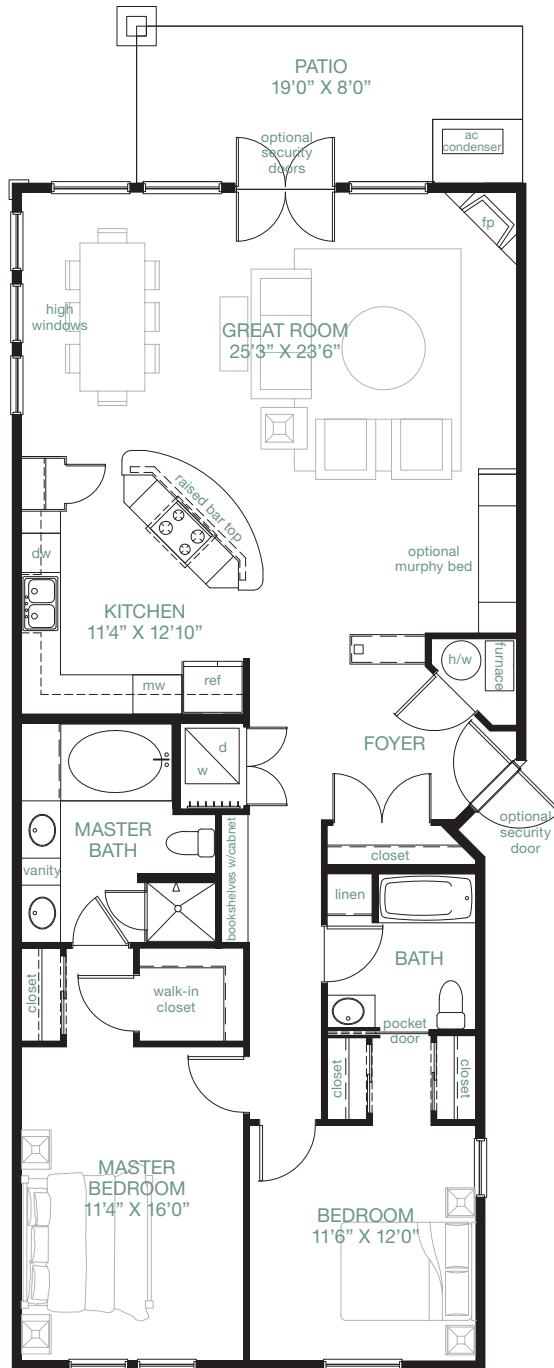 PATIO
19’0” X 8’0”
optional
security
doors
ac
condenser
fp
high
windows
GREAT ROOM
25’3” X 23’6”
raised bar top
dw
optional
murphy bed
KITCHEN
11’4” X 12’10”
mw
ref
h/w
furnace
FOYER
d
w
optional
security
door
MASTER
BATH
vanity
bookshelves w/cabnet
closet
linen
BATH
closet
walk-in
closet
pocket
door
closet
closet
MASTER
BEDROOM
11’4” X 16’0”
BEDROOM
11’6” X 12’0”